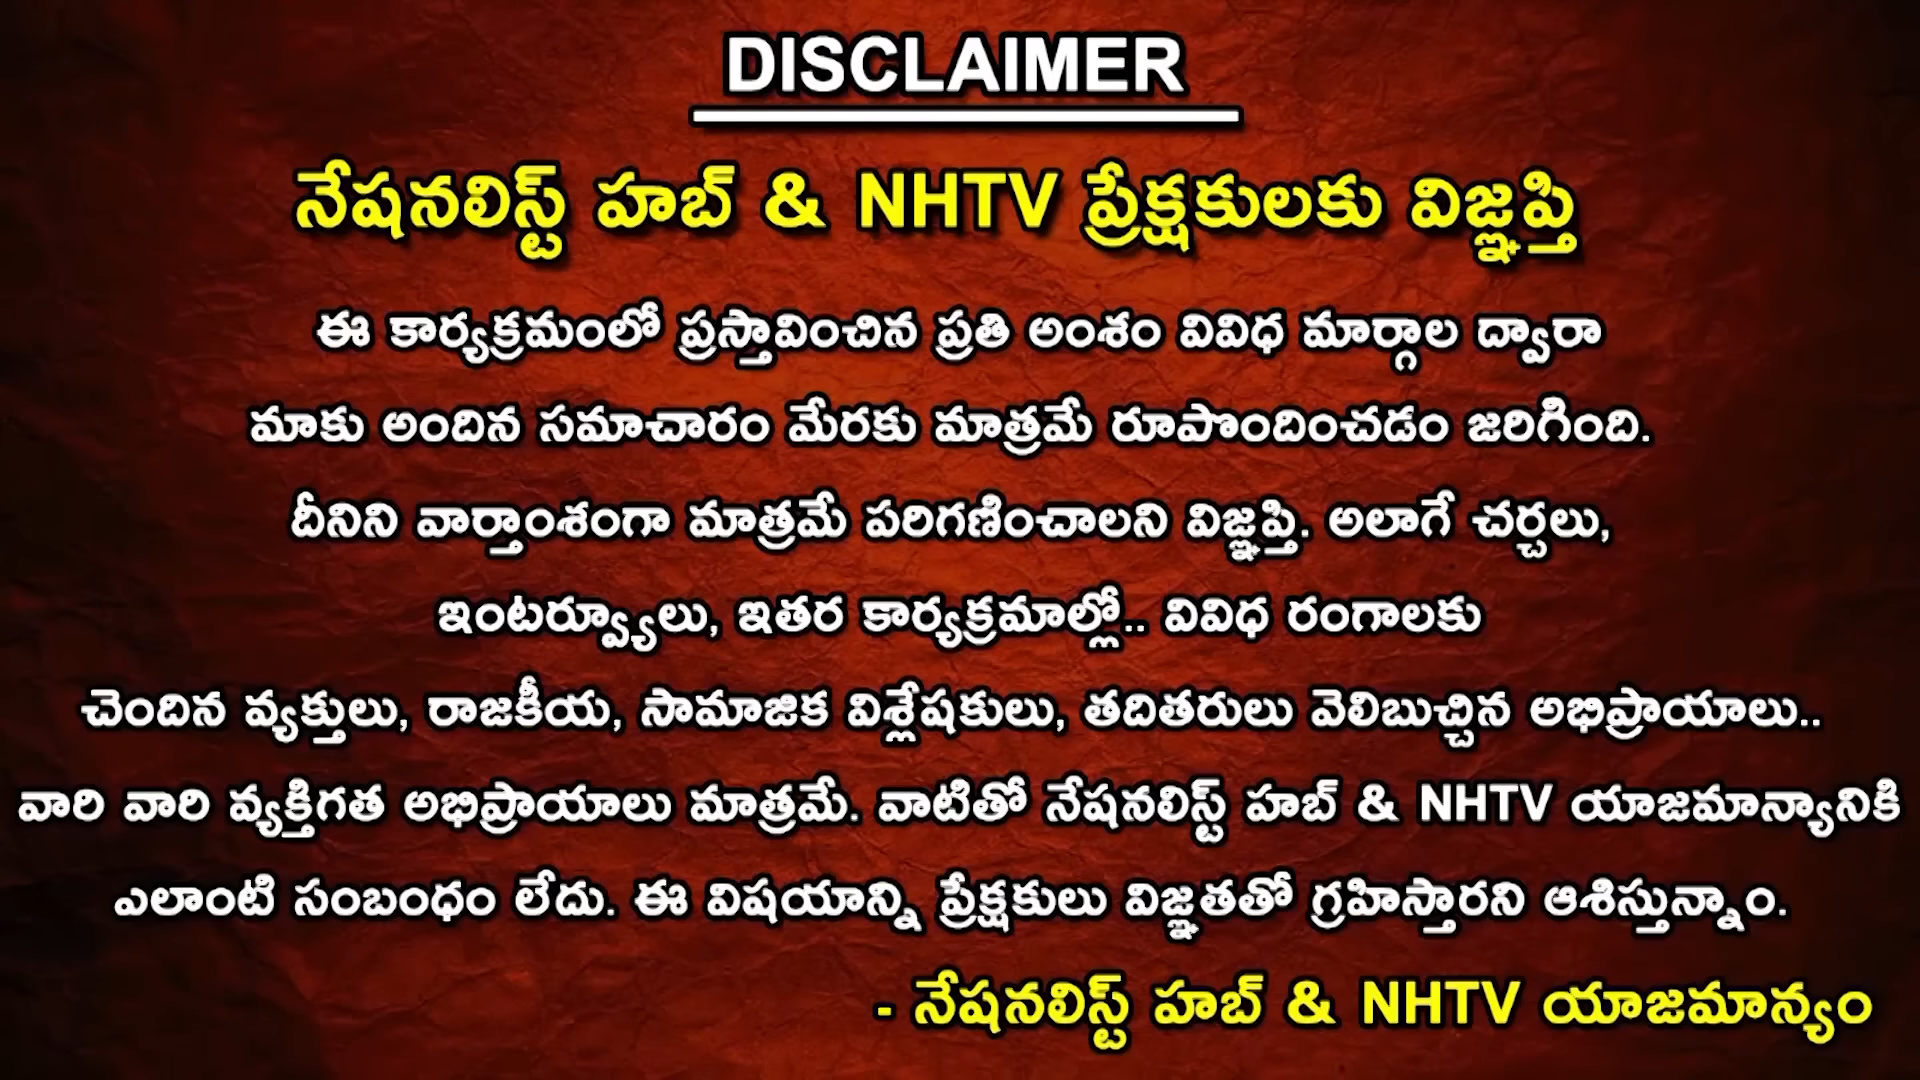 DISCLAIMER
నేషనలిస్ట్ హబ్ & NHTV ప్రేక్షకులకు విజ్ఞప్తి
ఈ కార్యక్రమంలో ప్రస్తావించిన ప్రతి అంశం వివిధ మార్గాల ద్వారా
మాకు అందిన సమాచారం మేరకు మాత్రమే రూపొందించడం జరిగింది.
దీనిని వార్తాంశంగా మాత్రమే పరిగణించాలని విజ్ఞప్తి. అలాగే చర్చలు,
ఇంటర్వ్యూలు, ఇతర కార్యక్రమాల్లో.. వివిధ రంగాలకు
చెందిన వ్యక్తులు, రాజకీయ, సామాజిక విశ్లేషకులు, తదితరులు వెలిబుచ్చిన అభిప్రాయాలు..
వారి వారి వ్యక్తిగత అభిప్రాయాలు మాత్రమే. వాటితో నేషనలిస్ట్ హబ్ & NHTV యాజమాన్యానికి
ఎలాంటి సంబంధం లేదు. ఈ విషయాన్ని ప్రేక్షకులు విజ్ఞతతో గ్రహిస్తారని ఆశిస్తున్నాం.
- నేషనలిస్ట్ హబ్ & NHTV యాజమాన్యం